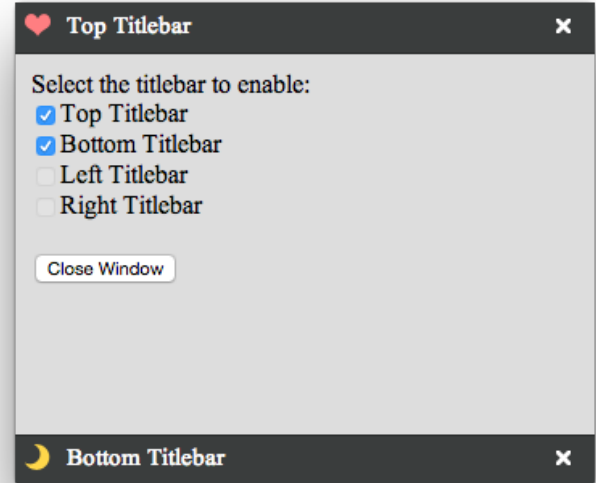 Top Titlebar
Select the titlebar to enable:
Top Titlebar
Bottom Titlebar
Left Titlebar
Right Titlebar
Close Window
Bottom Titlebar